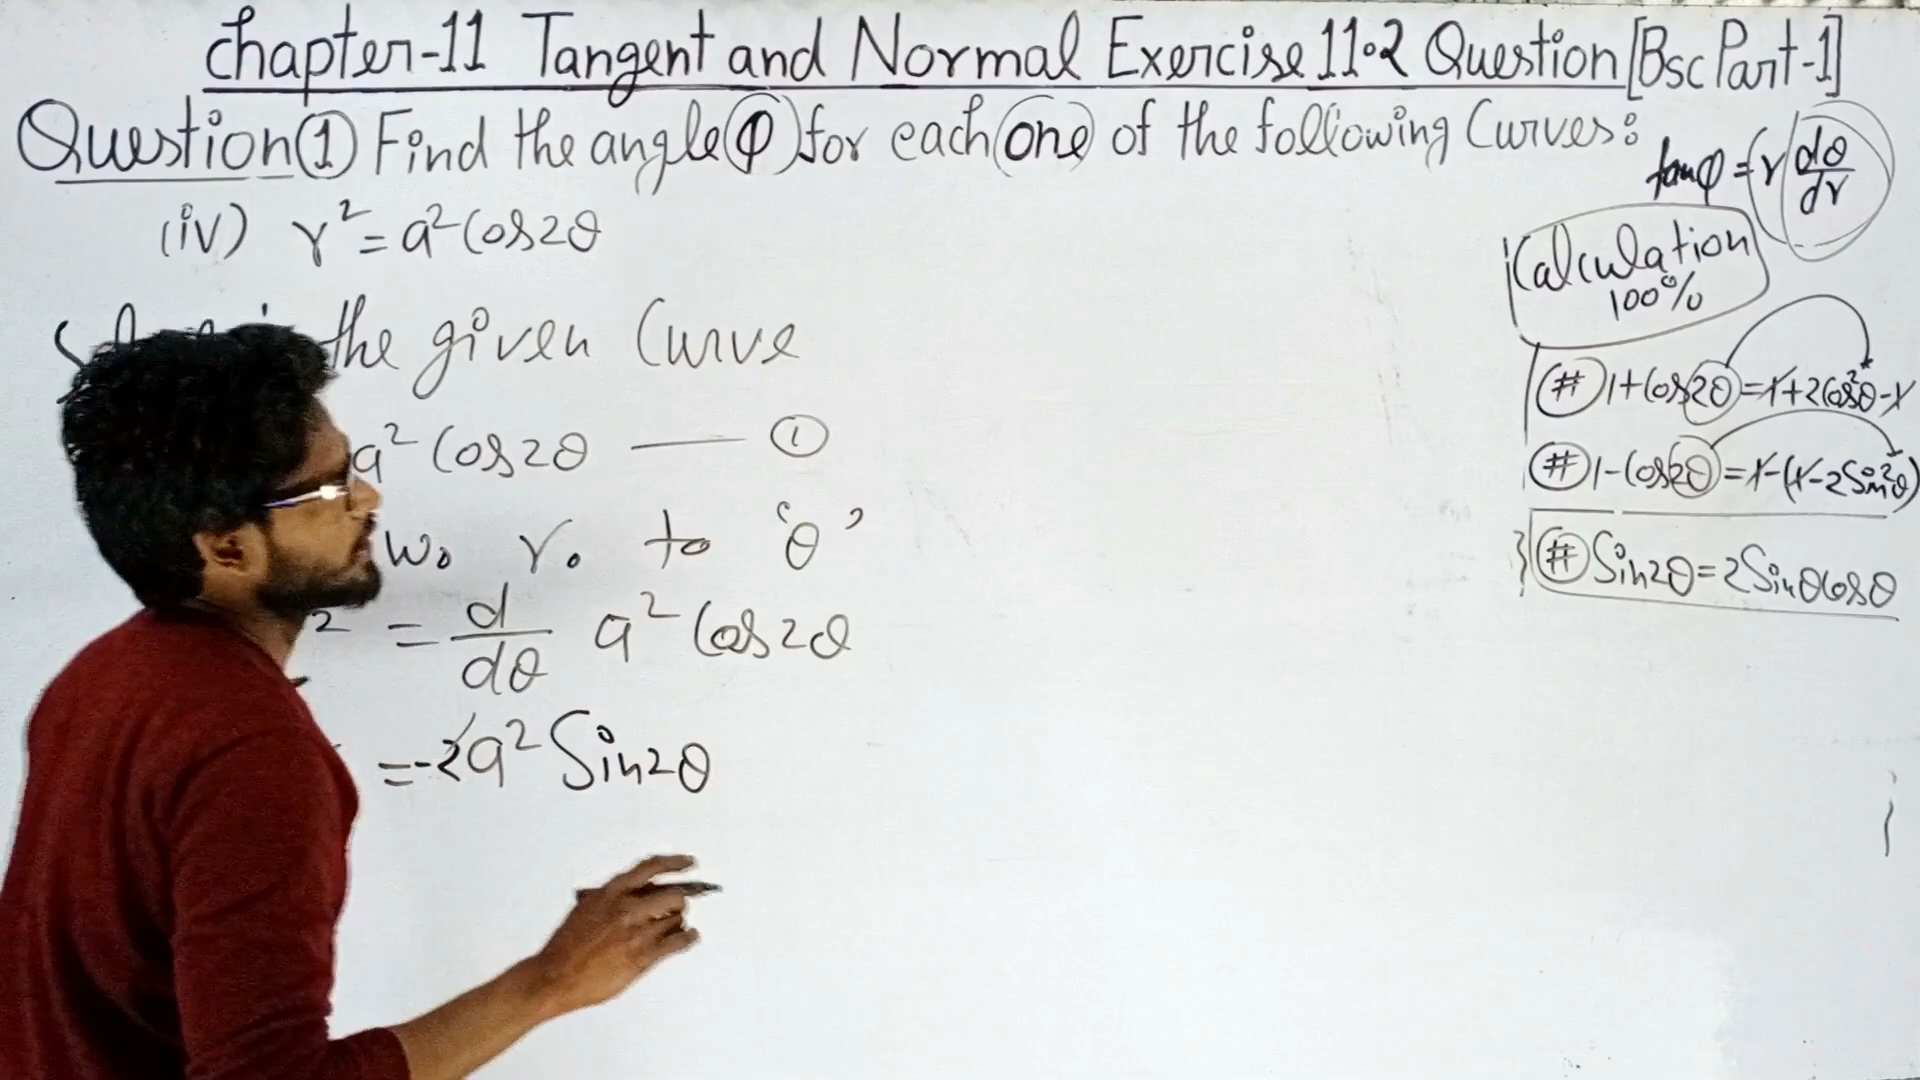 Chapter-11 Tangent and Normal Exercise 11.2 Question [Bsc Part-1]
Question ① Find the angle φ for each one of the following Curves:
tanφ = r dθ/dr
(iv) r² = a² Cos2θ
Calculation
100%
the given Curve
a² Cos2θ — ①
w. r. to 'θ'
² = d/dθ a² Cos2θ
= -2a² Sin2θ
# 1+Cos2θ = 1+2Cos²θ-1
# 1-Cos2θ = 1-(1-2Sin²θ)
# Sin2θ = 2SinθCosθ